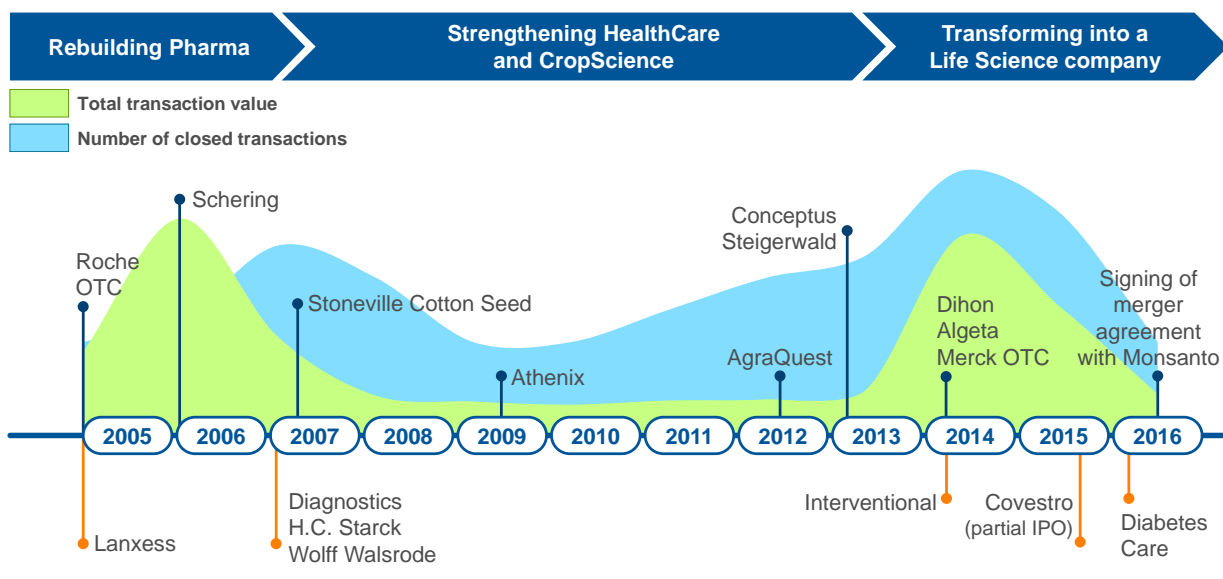 Rebuilding Pharma
Strengthening HealthCare
and CropScience
Transforming into a
Life Science company
Total transaction value
Number of closed transactions
Schering
Roche
OTC
Stoneville Cotton Seed
Athenix
AgraQuest
Conceptus
Steigerwald
Dihon
Algeta
Merck OTC
Signing of
merger
agreement
with Monsanto
2005
2006
2007
2008
2009
2010
2011
2012
2013
2014
2015
2016
Lanxess
Diagnostics
H.C. Starck
Wolff Walsrode
Interventional
Covestro
(partial IPO)
Diabetes
Care